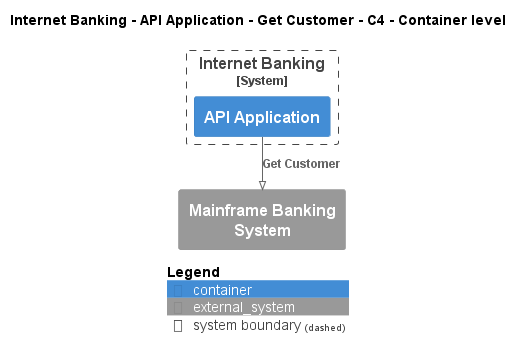 Internet Banking - API Application - Get Customer - C4 - Container level
Internet Banking
[System]
API Application
Get Customer
Mainframe Banking
System
Legend
container
external_system
system boundary (dashed)